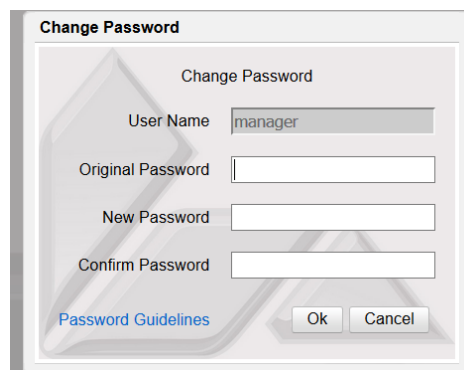 Change Password
Change Password
User Name manager
Original Password
New Password
Confirm Password
Password Guidelines Ok Cancel